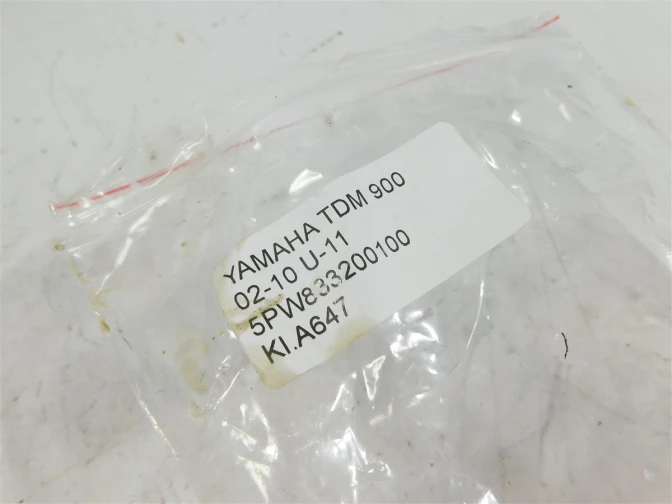 YAMAHA TDM 900
02-10 U-11
5PW833200100
KI.A647